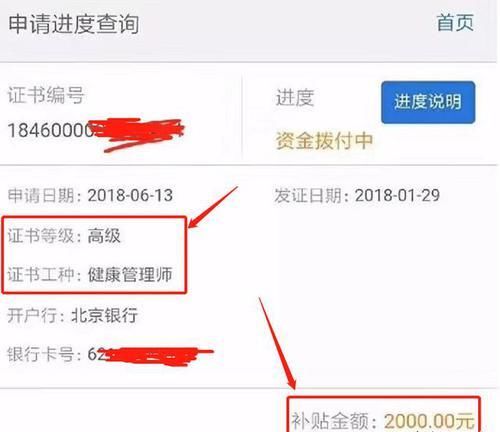 申请进度查询 首页
证书编号
18460000
进度
进度说明
资金拨付中
申请日期：2018-06-13 发证日期：2018-01-29
证书等级：高级
证书工种：健康管理师
开户行：北京银行
银行卡号：62
补贴金额：2000.00元